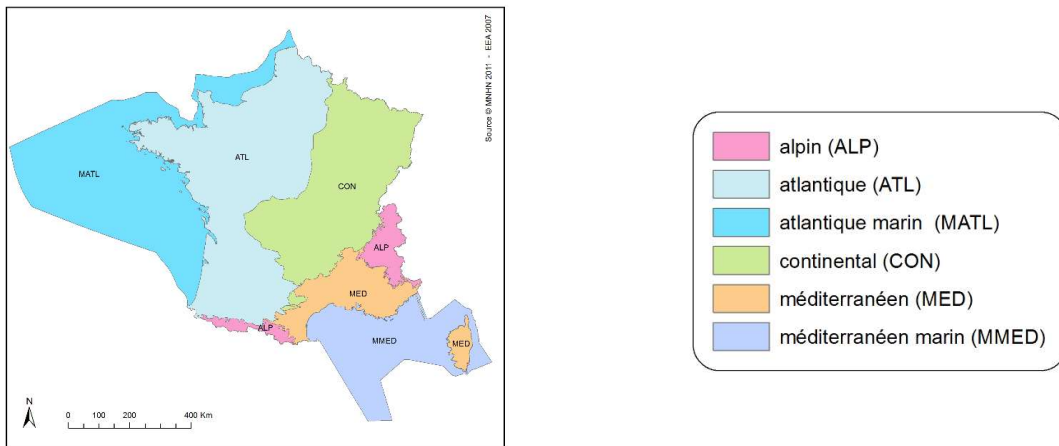 Source © MNHN 2011 - EEA 2007
MATL
ATL
CON
ALP
MED
ALP
MMED
MED
N
0 100 200 400 Km
alpin (ALP)
atlantique (ATL)
atlantique marin (MATL)
continental (CON)
méditerranéen (MED)
méditerranéen marin (MMED)